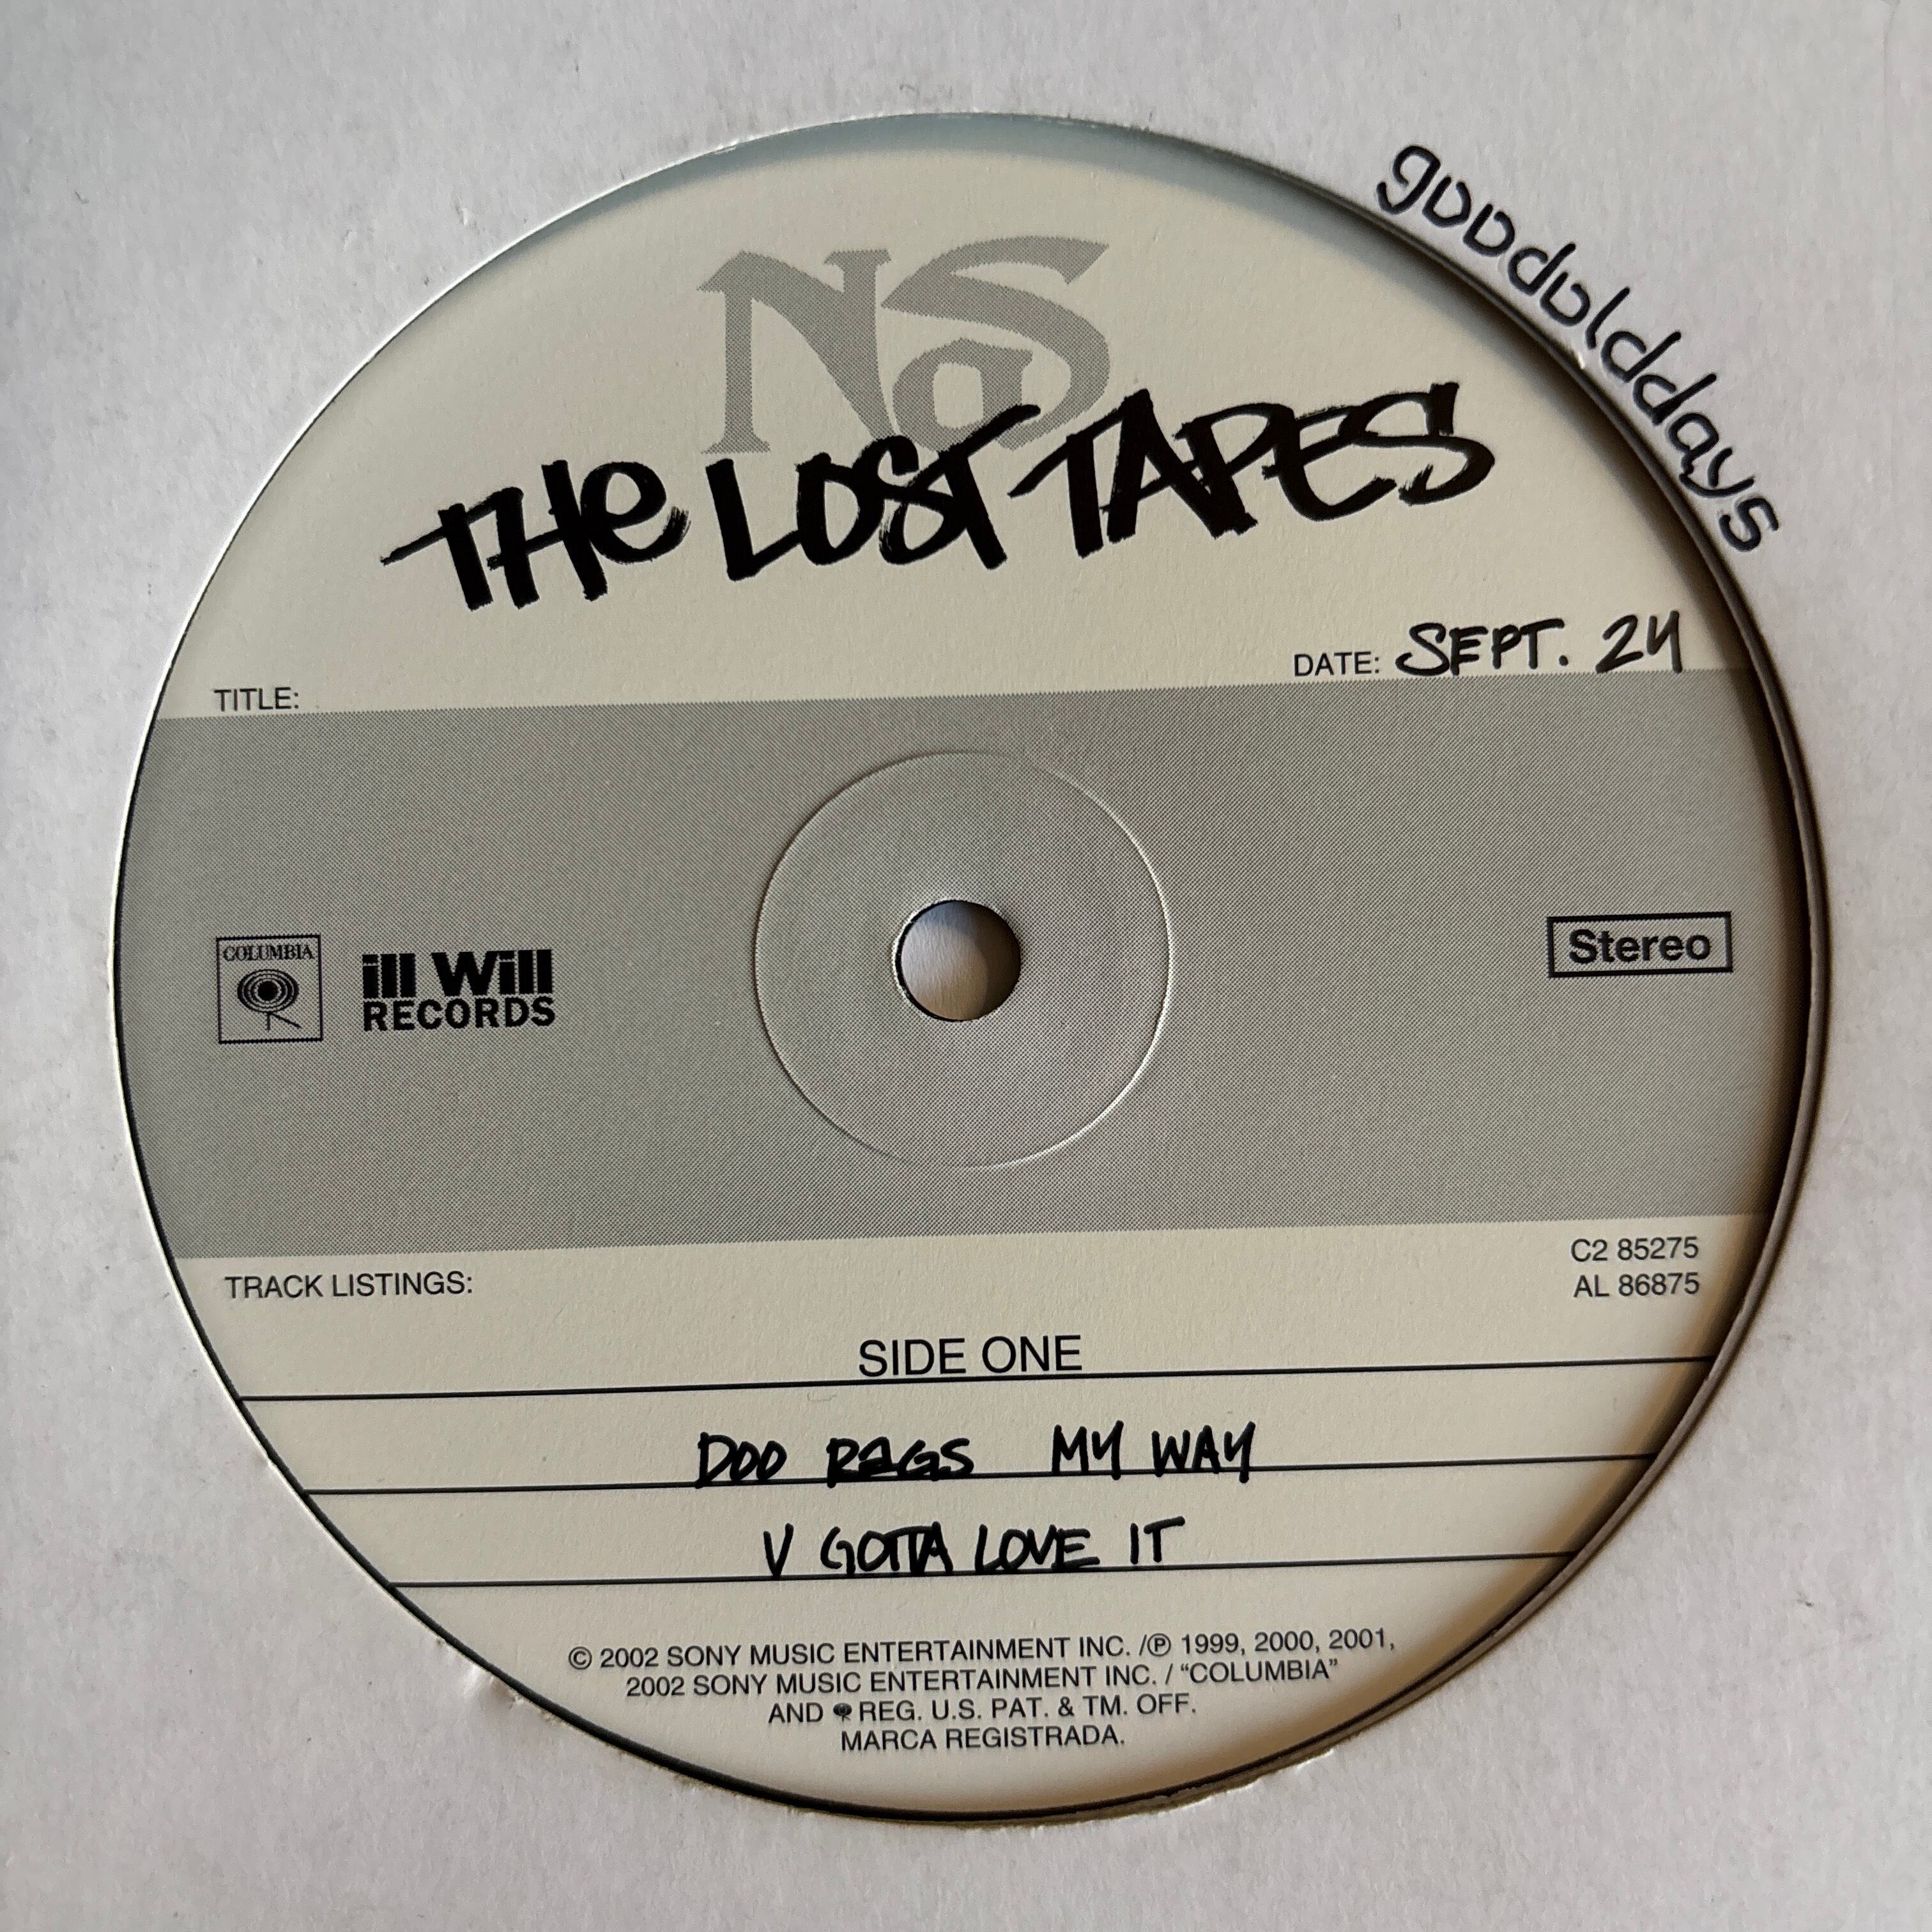 goodolddays
Nas
THE LOST TAPES
DATE: SEPT. 24
TITLE:
COLUMBIA
ill Will
RECORDS
Stereo
C2 85275
TRACK LISTINGS:
AL 86875
SIDE ONE
DOO RAGS MY WAY
U GOTTA LOVE IT
© 2002 SONY MUSIC ENTERTAINMENT INC. /℗ 1999, 2000, 2001,
2002 SONY MUSIC ENTERTAINMENT INC. / “COLUMBIA”
AND REG. U.S. PAT. & TM. OFF.
MARCA REGISTRADA.